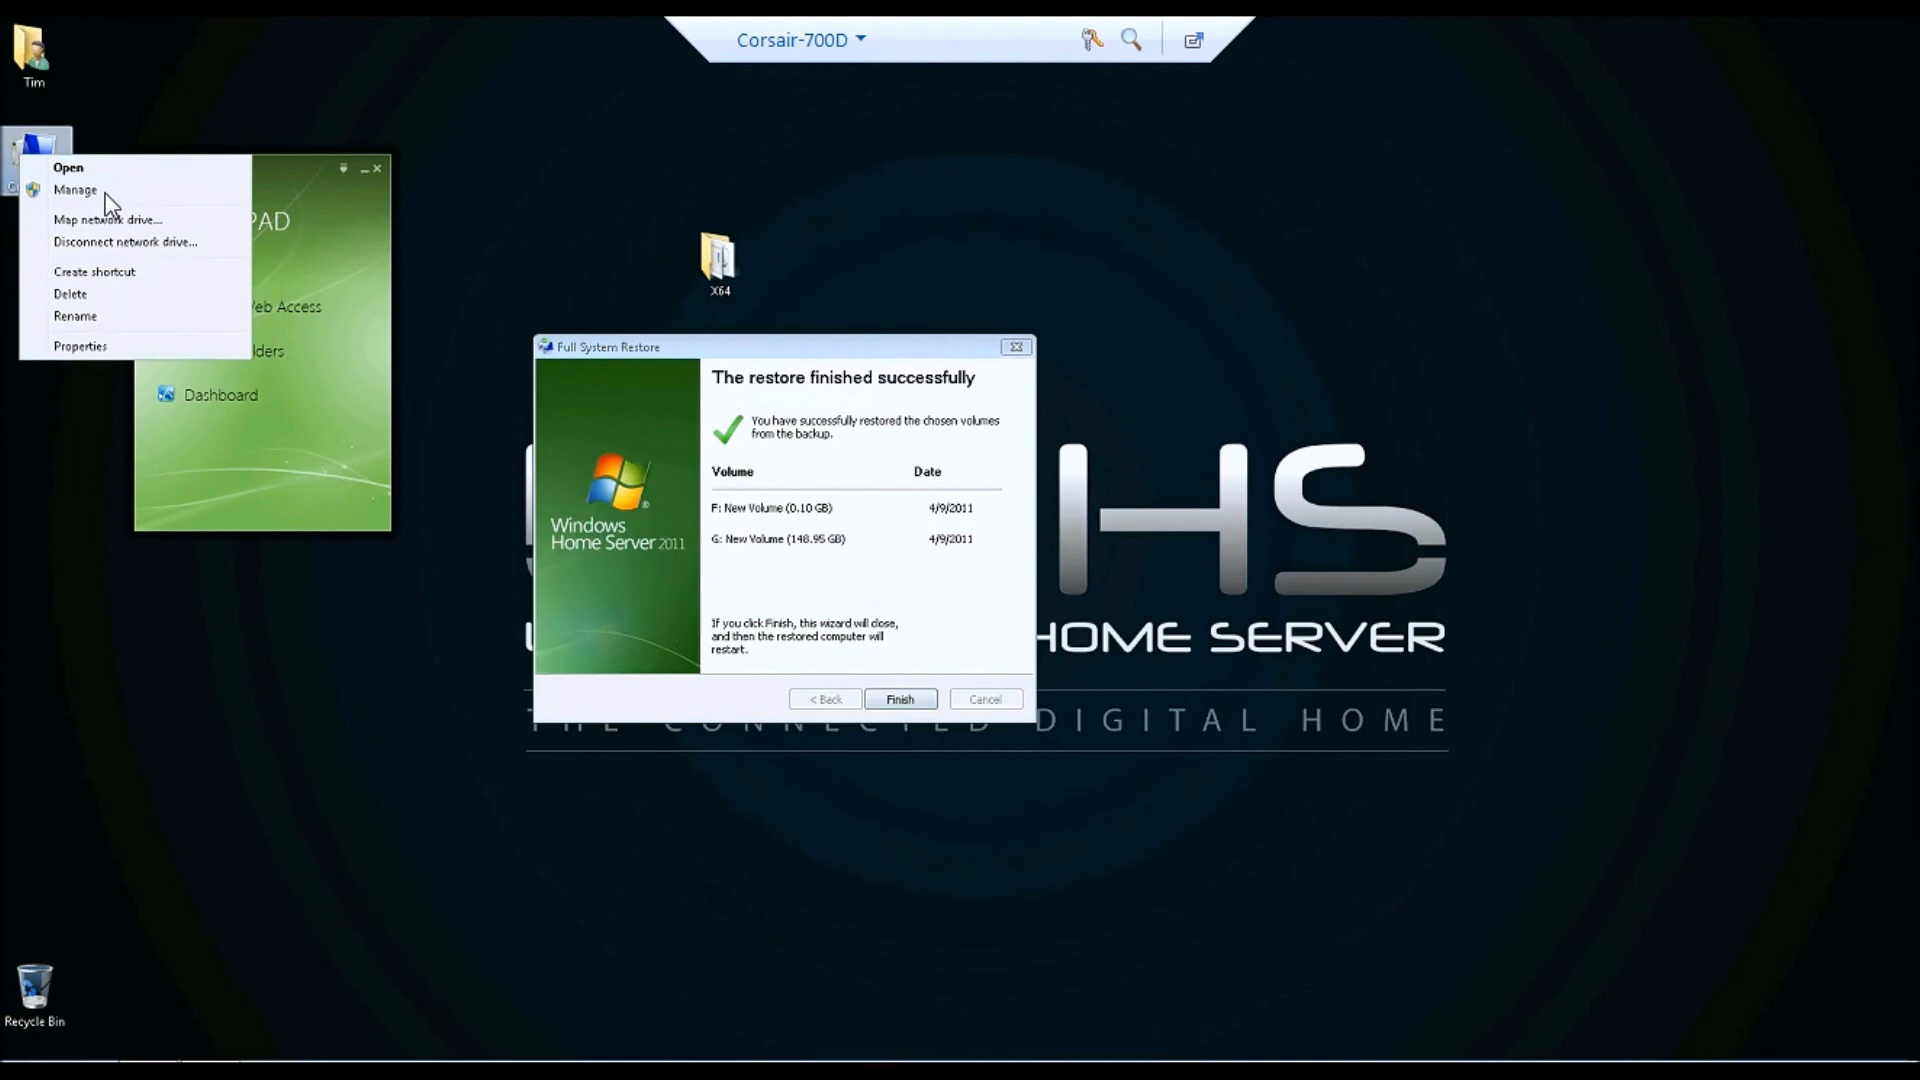 Corsair-700D
Tim
Open
Manage
Map network drive...
Disconnect network drive...
Create shortcut
Delete
Rename
Properties
PAD
Web Access
lders
Dashboard
X64
Full System Restore
The restore finished successfully
You have successfully restored the chosen volumes
from the backup.
Volume Date
F: New Volume (0.10 GB) 4/9/2011
G: New Volume (148.95 GB) 4/9/2011
If you click Finish, this wizard will close,
and then the restored computer will
restart.
Windows
Home Server 2011
< Back Finish Cancel
HS
HOME SERVER
THE CONNECTED DIGITAL HOME
Recycle Bin